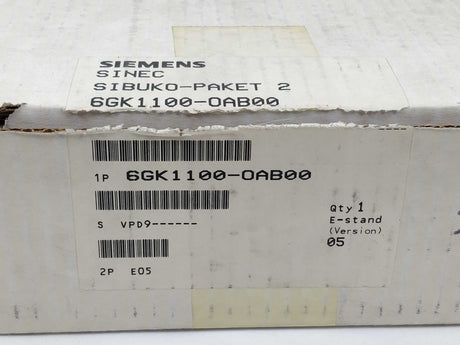 SIEMENS
SINEC
SIBUKO-PAKET 2
6GK1100-0AB00
1P 6GK1100-0AB00
Qty 1
S VPD9------
E-stand
(Version)
05
2P E05